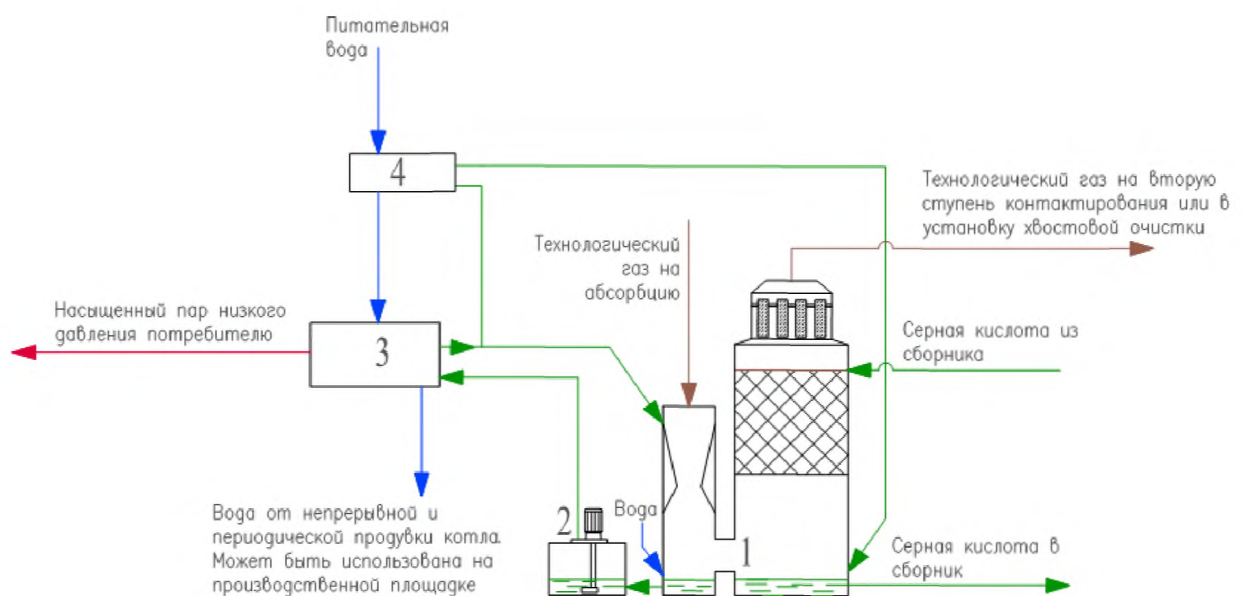 Питательная
вода
4
Технологический газ на вторую
ступень контактирования или в
установку хвостовой очистки
Технологический
газ на
абсорбцию
Насыщенный пар низкого
давления потребителю
3
Серная кислота из
сборника
Вода от непрерывной и
периодической продувки котла.
Может быть использована на
производственной площадке
2
Вода
1
Серная кислота в
сборник